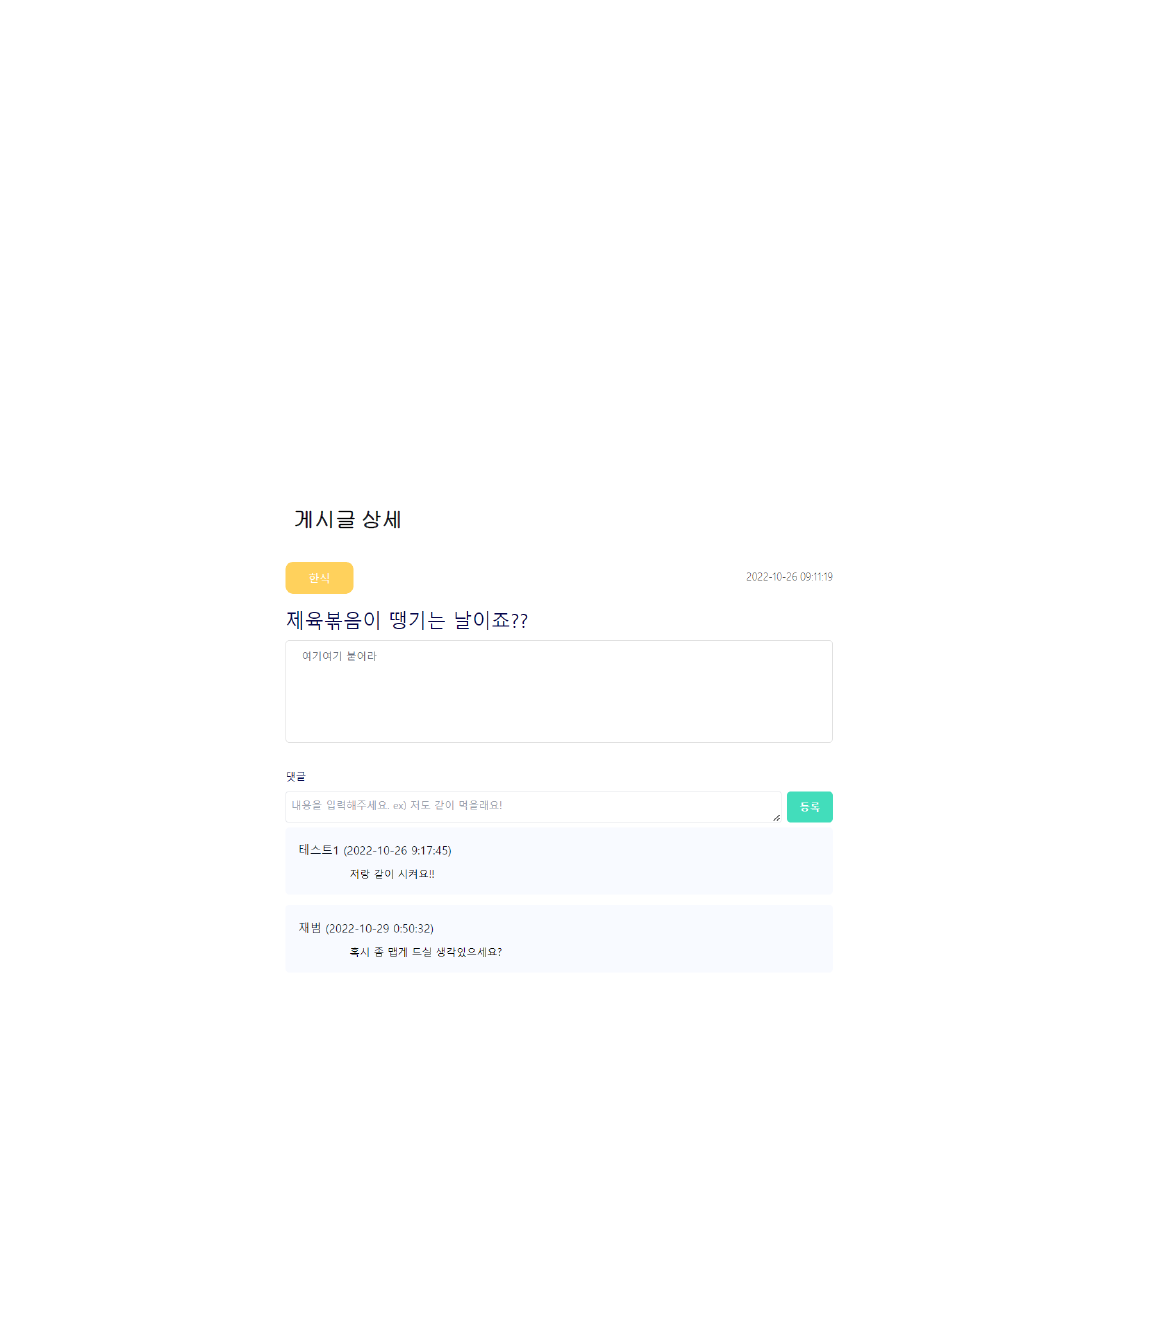 게시글 상세
한식
2022-10-26 09:11:19
제육볶음이 땡기는 날이죠??
여기여기 붙어라
댓글
내용을 입력해주세요. ex) 저도 같이 먹을래요!
등록
테스트1 (2022-10-26 9:17:45)
저랑 같이 시켜요!!
재범 (2022-10-29 0:50:32)
혹시 좀 맵게 드실 생각있으세요?